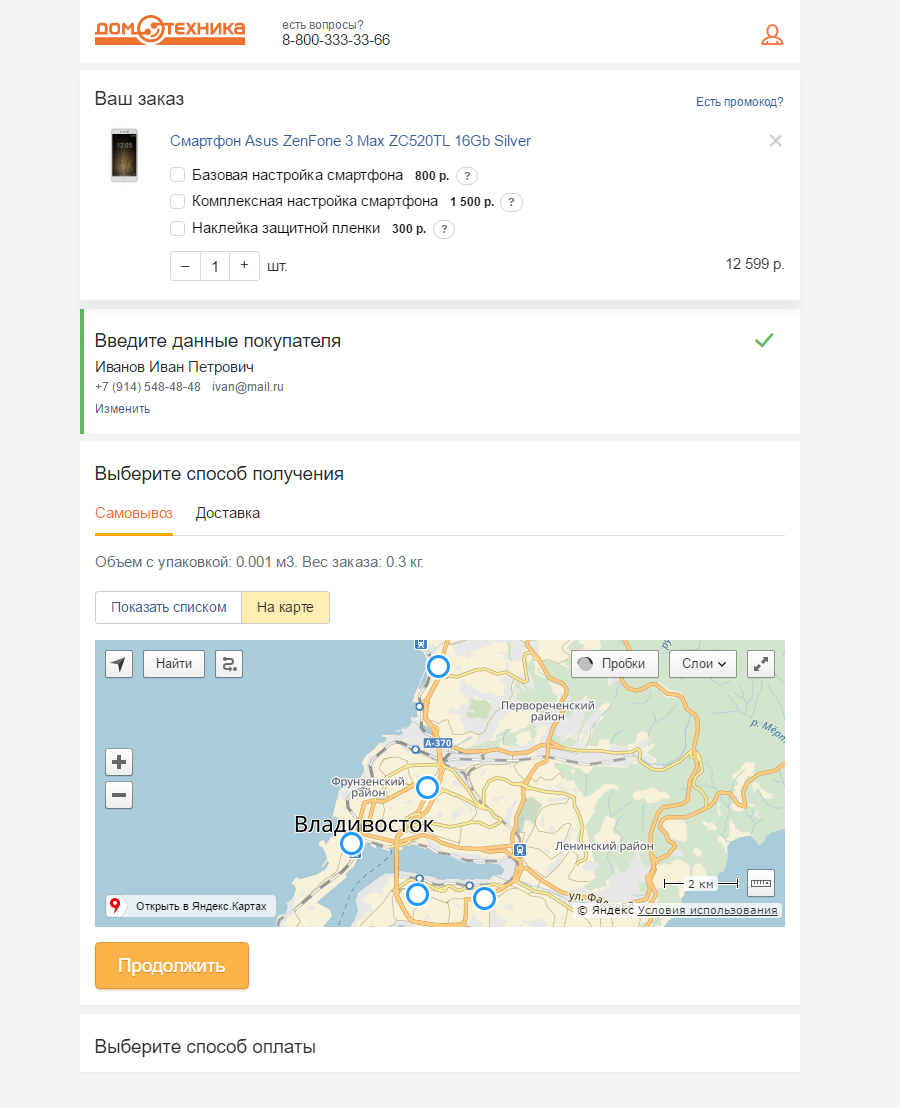 ДОМОТЕХНИКА
есть вопросы?
8-800-333-33-66
Ваш заказ
Есть промокод?
Смартфон Asus ZenFone 3 Max ZC520TL 16Gb Silver
Базовая настройка смартфона 800 р. ?
Комплексная настройка смартфона 1 500 р. ?
Наклейка защитной пленки 300 р. ?
– 1 + шт.
12 599 р.
Введите данные покупателя
Иванов Иван Петрович
+7 (914) 548-48-48 ivan@mail.ru
Изменить
Выберите способ получения
Самовывоз Доставка
Объем с упаковкой: 0.001 м3. Вес заказа: 0.3 кг.
Показать списком На карте
Найти
Пробки
Слои
Первореченский
район
р. Мёрт
А-370
Фрунзенский
район
Владивосток
Ленинский район
2 км
Открыть в Яндекс.Картах
© Яндекс Условия использования
Продолжить
Выберите способ оплаты